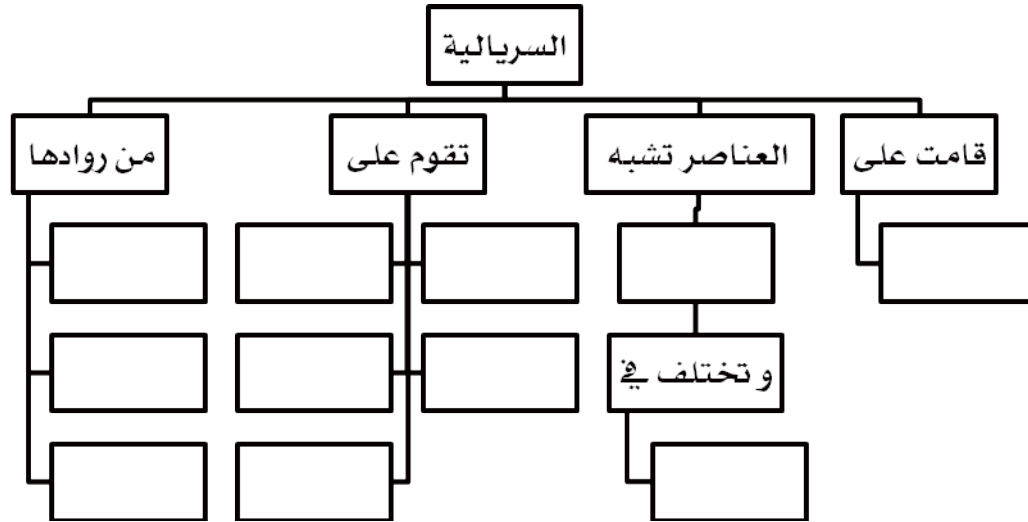 السريالية
قامت على
العناصر تشبه
تقوم على
من روادها
و تختلف في